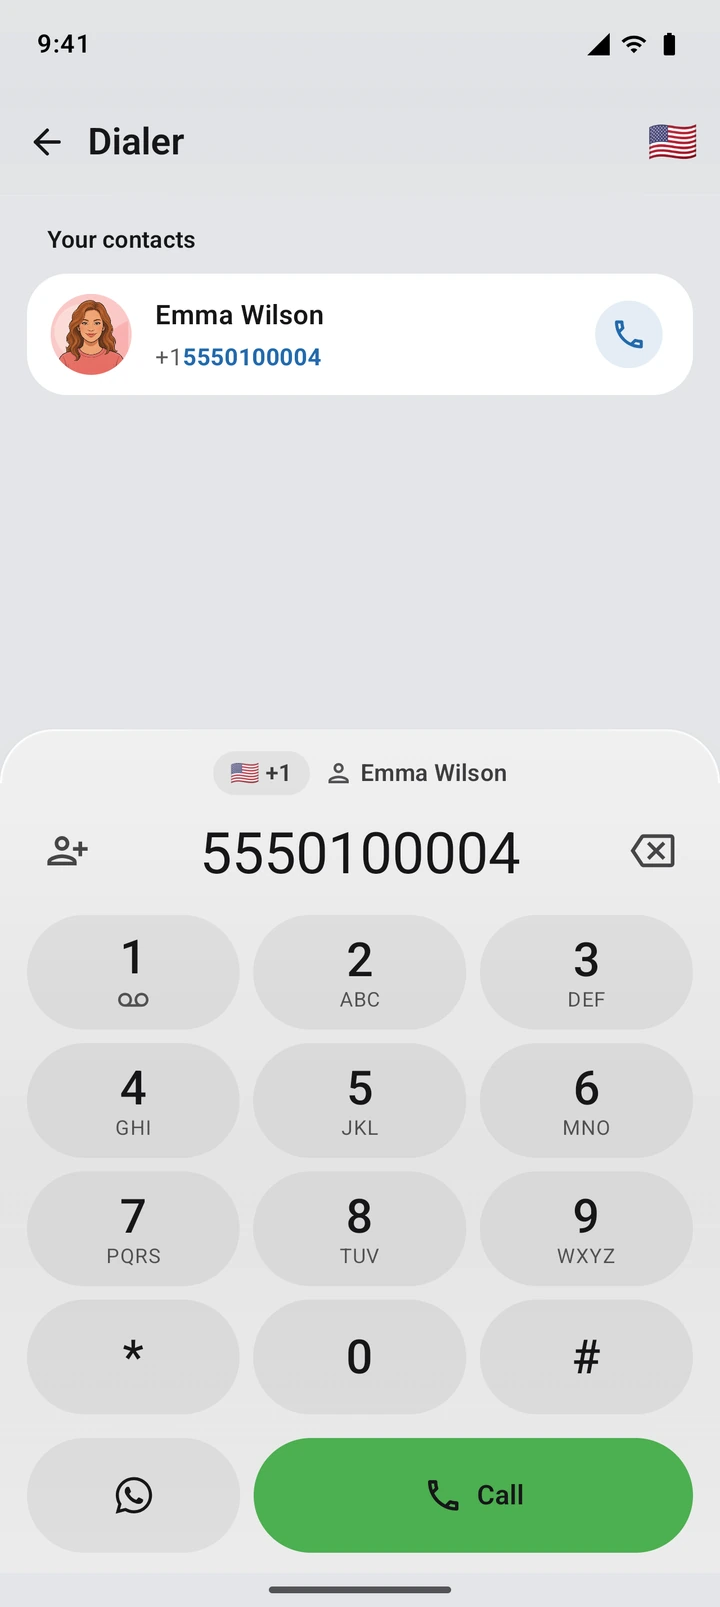 9:41
Dialer
Your contacts
Emma Wilson
+15550100004
+1 Emma Wilson
5550100004
1 2 3
ABC DEF
4 5 6
GHI JKL MNO
7 8 9
PQRS TUV WXYZ
* 0 #
Call